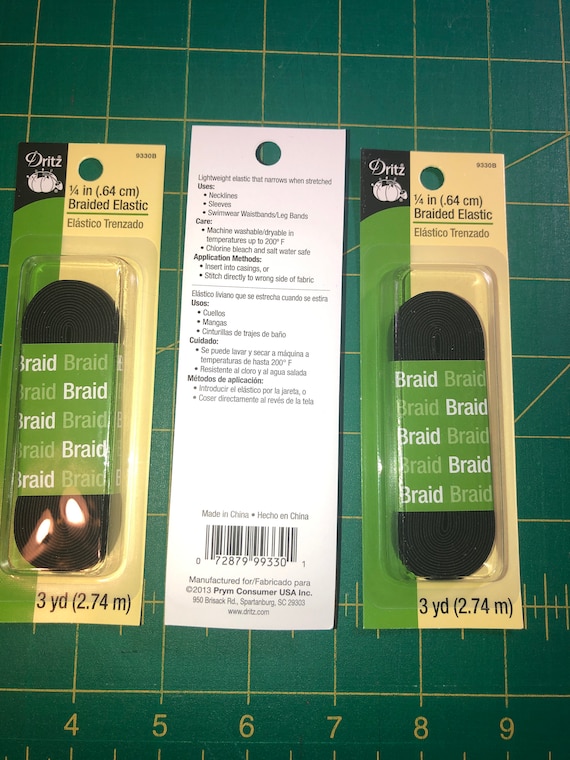 Dritz
9330B
¼ in (.64 cm)
Braided Elastic
Elástico Trenzado
Braid Braid
Braid Braid
Braid Braid
Braid Braid
Braid Braid
3 yd (2.74 m)
Lightweight elastic that narrows when stretched
Uses:
• Necklines
• Sleeves
• Swimwear Waistbands/Leg Bands
Care:
• Machine washable/dryable in
temperatures up to 200° F
• Chlorine bleach and salt water safe
Application Methods:
• Insert into casings, or
• Stitch directly to wrong side of fabric
Elástico liviano que se estrecha cuando se estira
Usos:
• Cuellos
• Mangas
• Cinturillas de trajes de baño
Cuidado:
• Se puede lavar y secar a máquina a
temperaturas de hasta 200° F
• Resistente al cloro y al agua salada
Métodos de aplicación:
• Introducir el elástico por la jareta, o
• Coser directamente al revés de la tela
Made in China • Hecho en China
0 72879 99330 1
Manufactured for/Fabricado para
©2013 Prym Consumer USA Inc.
950 Brisack Rd., Spartanburg, SC 29303
www.dritz.com
Dritz
9330B
¼ in (.64 cm)
Braided Elastic
Elástico Trenzado
Braid Braid
Braid Braid
Braid Braid
Braid Braid
Braid Braid
3 yd (2.74 m)
4 5 6 7 8 9